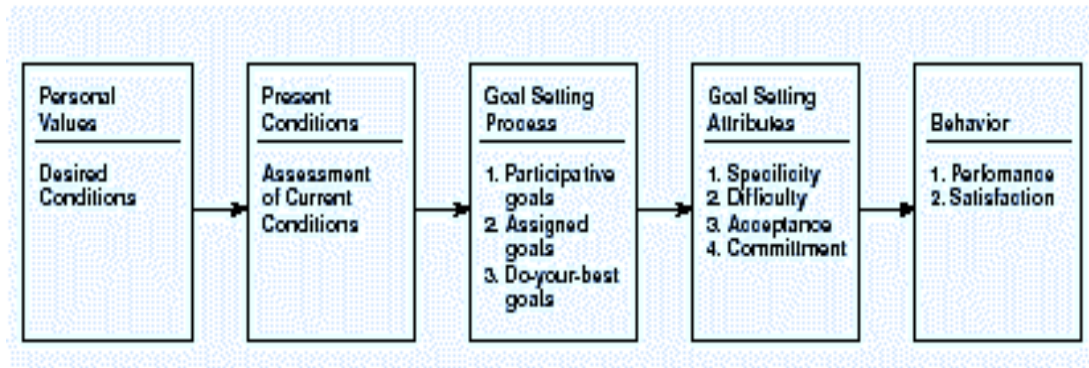 Personal
Values
Desired
Conditions
Present
Conditions
Assessment
of Current
Conditions
Goal Setting
Process
1. Participative
goals
2. Assigned
goals
3. Do-your-best
goals
Goal Setting
Attributes
1. Specificity
2. Difficulty
3. Acceptance
4. Committment
Behavior
1. Perfomance
2. Satisfaction